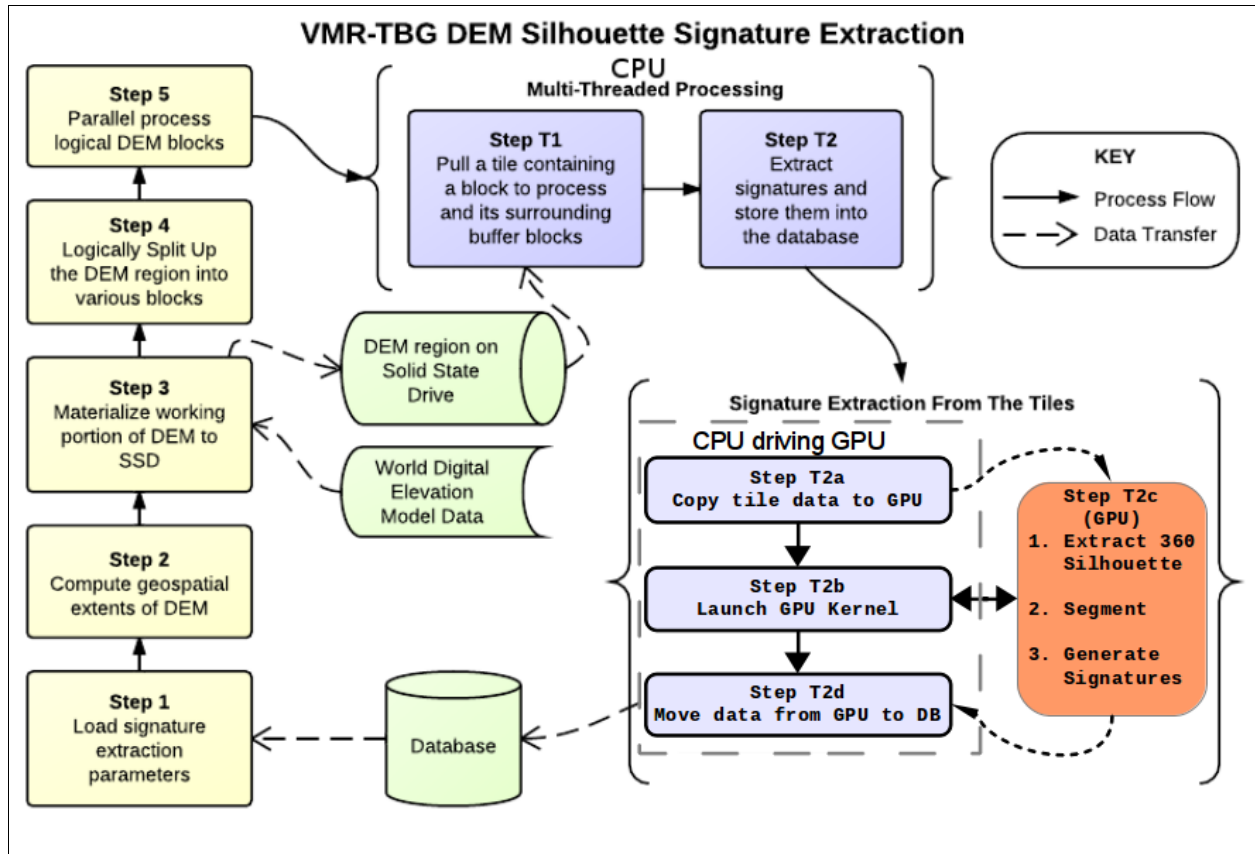 VMR-TBG DEM Silhouette Signature Extraction
CPU
Multi-Threaded Processing
Step 5
Parallel process
logical DEM blocks
Step T1
Pull a tile containing
a block to process
and its surrounding
buffer blocks
Step T2
Extract
signatures and
store them into
the database
KEY
Process Flow
Data Transfer
Step 4
Logically Split Up
the DEM region into
various blocks
DEM region on
Solid State
Drive
Step 3
Materialize working
portion of DEM to
SSD
World Digital
Elevation
Model Data
Step 2
Compute geospatial
extents of DEM
Step 1
Load signature
extraction
parameters
Database
Signature Extraction From The Tiles
CPU driving GPU
Step T2a
Copy tile data to GPU
Step T2b
Launch GPU Kernel
Step T2d
Move data from GPU to DB
Step T2c
(GPU)
1. Extract 360
Silhouette
2. Segment
3. Generate
Signatures